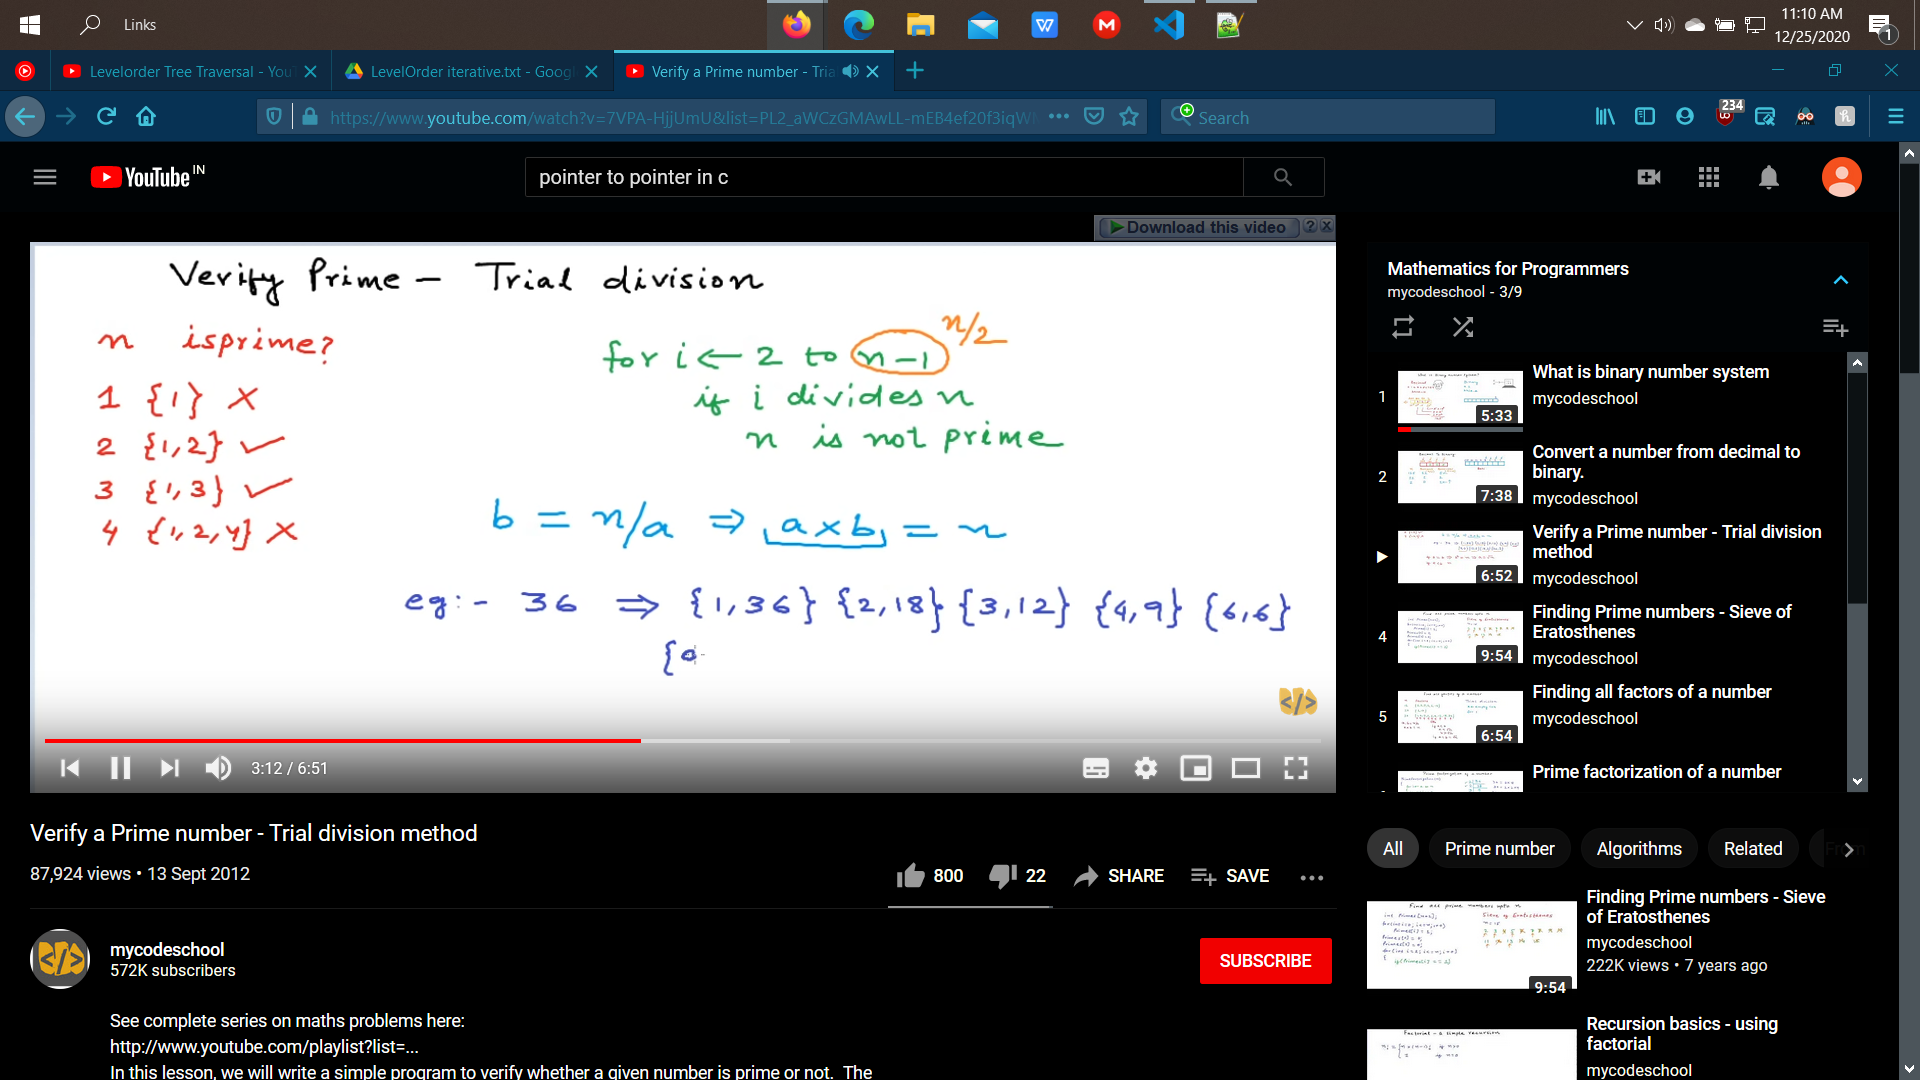 Links
11:10 AM
12/25/2020
1
Levelorder Tree Traversal - You
LevelOrder iterative.txt - Goog
Verify a Prime number - Tria
https://www.youtube.com/watch?v=7VPA-HjjUmU&list=PL2_aWCzGMAwLL-mEB4ef20f3iqW
Search
234
YouTube IN
pointer to pointer in c
Download this video
Verify Prime - Trial division
n isprime?
1 {1} X
2 {1,2} ✓
3 {1,3} ✓
4 {1,2,4} X
for i ← 2 to n-1 n/2
if i divides n
n is not prime
b = n/a ⇒ a x b = n
eg:- 36 ⇒ {1,36} {2,18} {3,12} {4,9} {6,6}
{a
</>
3:12 / 6:51
Mathematics for Programmers
mycodeschool - 3/9
1
What is binary number system
mycodeschool
5:33
2
Convert a number from decimal to
binary.
mycodeschool
7:38
Verify a Prime number - Trial division
method
mycodeschool
6:52
4
Finding Prime numbers - Sieve of
Eratosthenes
mycodeschool
9:54
5
Finding all factors of a number
mycodeschool
6:54
Prime factorization of a number
Verify a Prime number - Trial division method
87,924 views • 13 Sept 2012
800
22
SHARE
SAVE
mycodeschool
572K subscribers
SUBSCRIBE
See complete series on maths problems here:
http://www.youtube.com/playlist?list=...
In this lesson, we will write a simple program to verify whether a given number is prime or not. The
All
Prime number
Algorithms
Related
From
Finding Prime numbers - Sieve
of Eratosthenes
mycodeschool
222K views • 7 years ago
9:54
Recursion basics - using
factorial
mycodeschool